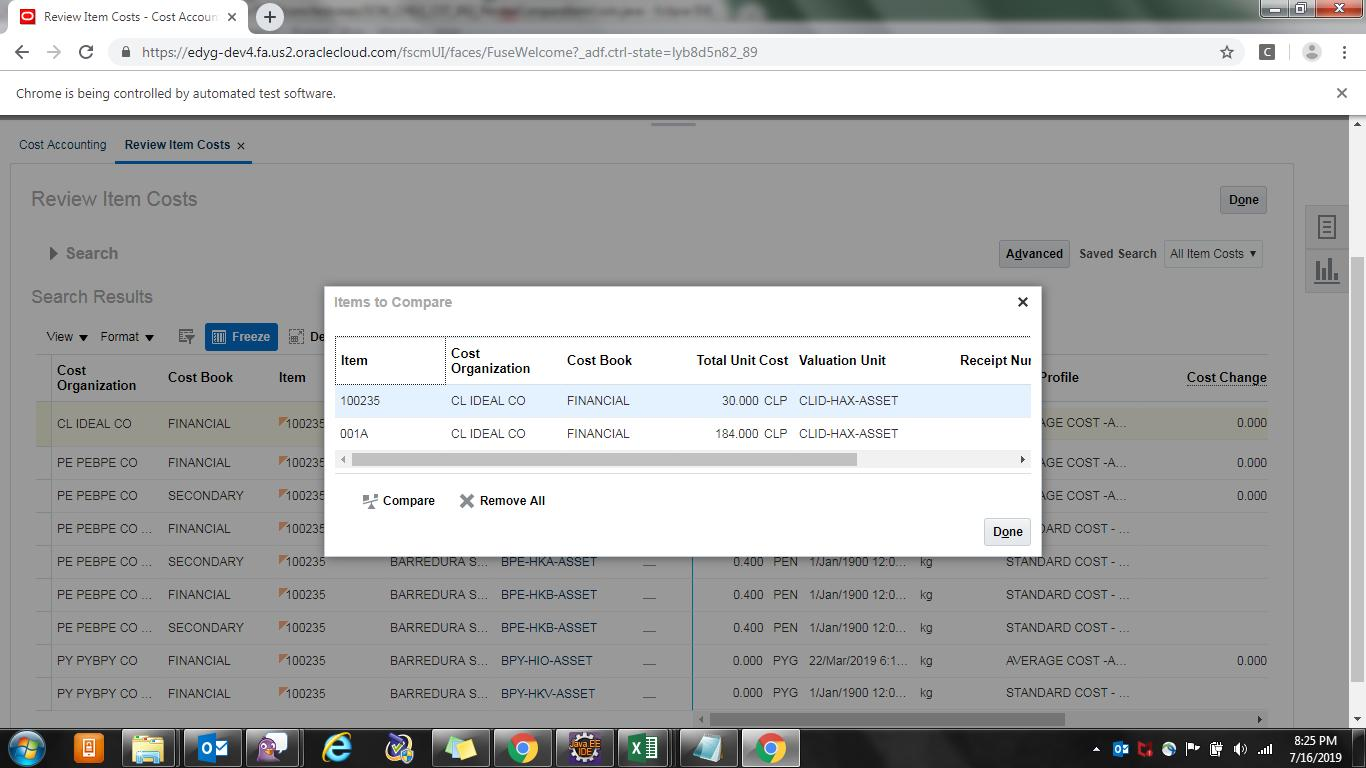 Review Item Costs - Cost Accoun
https://edyg-dev4.fa.us2.oraclecloud.com/fscmUI/faces/FuseWelcome?_adf.ctrl-state=lyb8d5n82_89
C
Chrome is being controlled by automated test software.
Cost Accounting Review Item Costs
Review Item Costs
Done
Search
Advanced Saved Search All Item Costs
Search Results
View Format Freeze De
Cost Organization Cost Book Item Profile Cost Change
CL IDEAL CO FINANCIAL 100235 AGE COST -A... 0.000
PE PEBPE CO FINANCIAL 100235 AGE COST -A... 0.000
PE PEBPE CO SECONDARY 100235 AGE COST -A... 0.000
PE PEBPE CO ... FINANCIAL 100235 DARD COST - ...
PE PEBPE CO ... SECONDARY 100235 BARREDURA S... BPE-HKA-ASSET 0.400 PEN 1/Jan/1900 12:0... kg STANDARD COST - ...
PE PEBPE CO ... FINANCIAL 100235 BARREDURA S... BPE-HKB-ASSET 0.400 PEN 1/Jan/1900 12:0... kg STANDARD COST - ...
PE PEBPE CO ... SECONDARY 100235 BARREDURA S... BPE-HKB-ASSET 0.400 PEN 1/Jan/1900 12:0... kg STANDARD COST - ...
PY PYBPY CO FINANCIAL 100235 BARREDURA S... BPY-HIO-ASSET 0.000 PYG 22/Mar/2019 6:1... kg AVERAGE COST -A... 0.000
PY PYBPY CO ... FINANCIAL 100235 BARREDURA S... BPY-HKV-ASSET 0.000 PYG 1/Jan/1900 12:0... kg STANDARD COST - ...
Items to Compare
Item Cost Organization Cost Book Total Unit Cost Valuation Unit Receipt Nur
100235 CL IDEAL CO FINANCIAL 30.000 CLP CLID-HAX-ASSET
001A CL IDEAL CO FINANCIAL 184.000 CLP CLID-HAX-ASSET
Compare Remove All
Done
Java EE
IDE
8:25 PM
7/16/2019